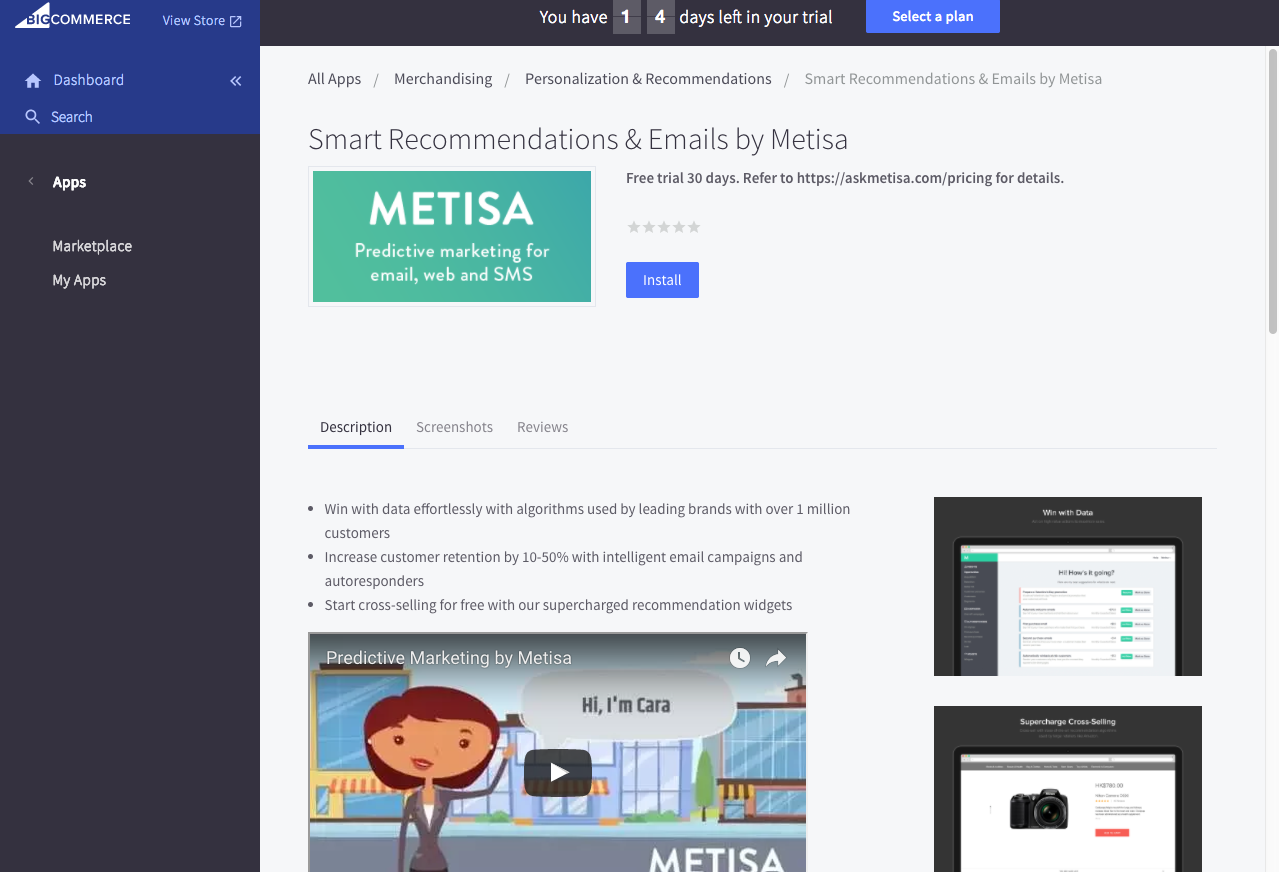 BIGCOMMERCE
View Store
You have 1 4 days left in your trial
Select a plan
Dashboard
Search
Apps
Marketplace
My Apps
All Apps / Merchandising / Personalization & Recommendations / Smart Recommendations & Emails by Metisa
Smart Recommendations & Emails by Metisa
METISA
Predictive marketing for
email, web and SMS
Free trial 30 days. Refer to https://askmetisa.com/pricing for details.
Install
Description
Screenshots
Reviews
Win with data effortlessly with algorithms used by leading brands with over 1 million
customers
Increase customer retention by 10-50% with intelligent email campaigns and
autoresponders
Start cross-selling for free with our supercharged recommendation widgets
Predictive Marketing by Metisa
Hi, I'm Cara
METISA
Win with Data
Hi! How's it going?
Supercharge Cross-Selling
HK$780.00